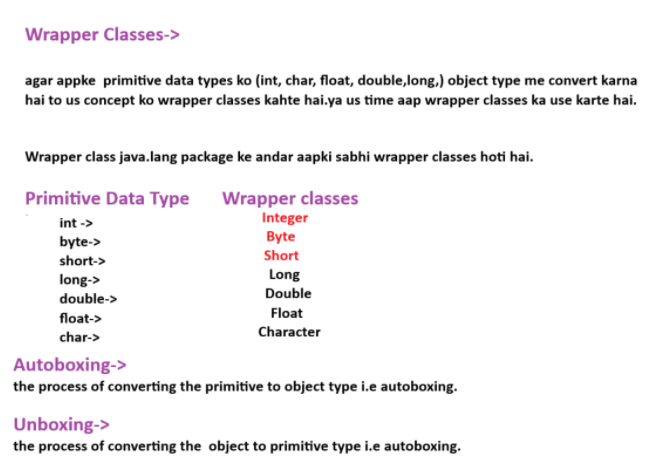 Wrapper Classes->
agar appke primitive data types ko (int, char, float, double,long,) object type me convert karna
hai to us concept ko wrapper classes kahte hai.ya us time aap wrapper classes ka use karte hai.
Wrapper class java.lang package ke andar aapki sabhi wrapper classes hoti hai.
Primitive Data Type Wrapper classes
int -> Integer
byte-> Byte
short-> Short
long-> Long
double-> Double
float-> Float
char-> Character
Autoboxing->
the process of converting the primitive to object type i.e autoboxing.
Unboxing->
the process of converting the object to primitive type i.e autoboxing.